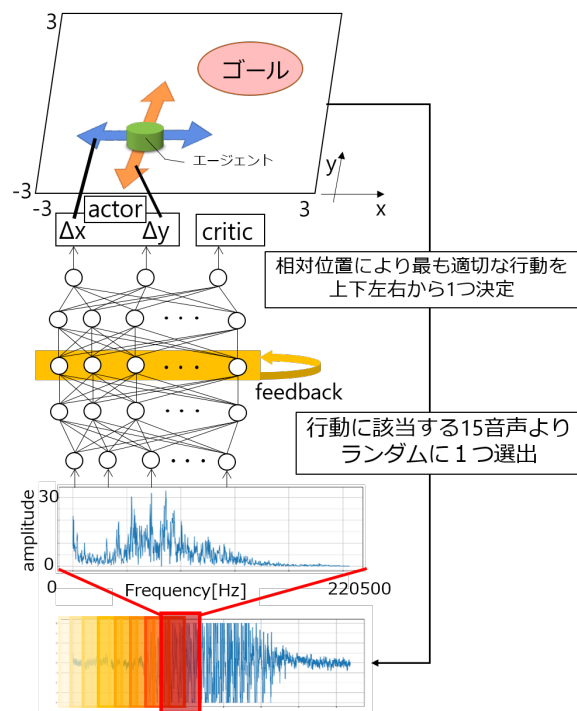 3
ゴール
エージェント
y
-3
-3
3
x
actor
Δx
Δy
critic
相対位置により最も適切な行動を
上下左右から1つ決定
feedback
行動に該当する15音声より
ランダムに１つ選出
30
amplitude
0
0
Frequency[Hz]
220500